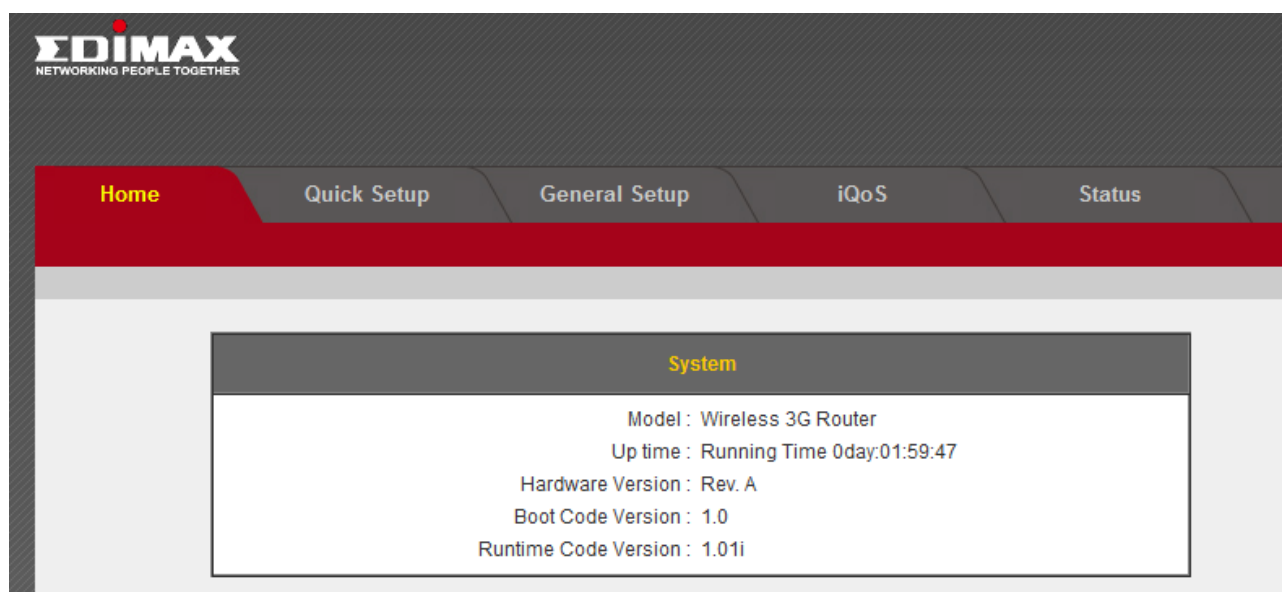 EDIMAX
NETWORKING PEOPLE TOGETHER
Home Quick Setup General Setup iQoS Status
System
Model : Wireless 3G Router
Up time : Running Time 0day:01:59:47
Hardware Version : Rev. A
Boot Code Version : 1.0
Runtime Code Version : 1.01i